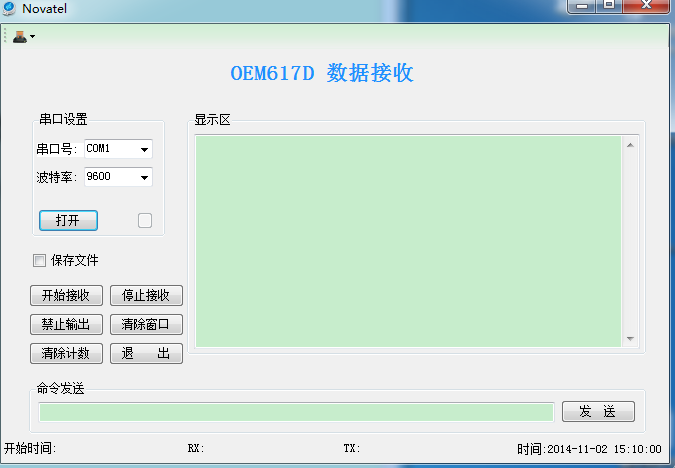 Novatel
OEM617D 数据接收
串口设置
串口号: COM1
波特率: 9600
打开
显示区
保存文件
开始接收 停止接收
禁止输出 清除窗口
清除计数 退 出
命令发送
发 送
开始时间: RX: TX: 时间:2014-11-02 15:10:00